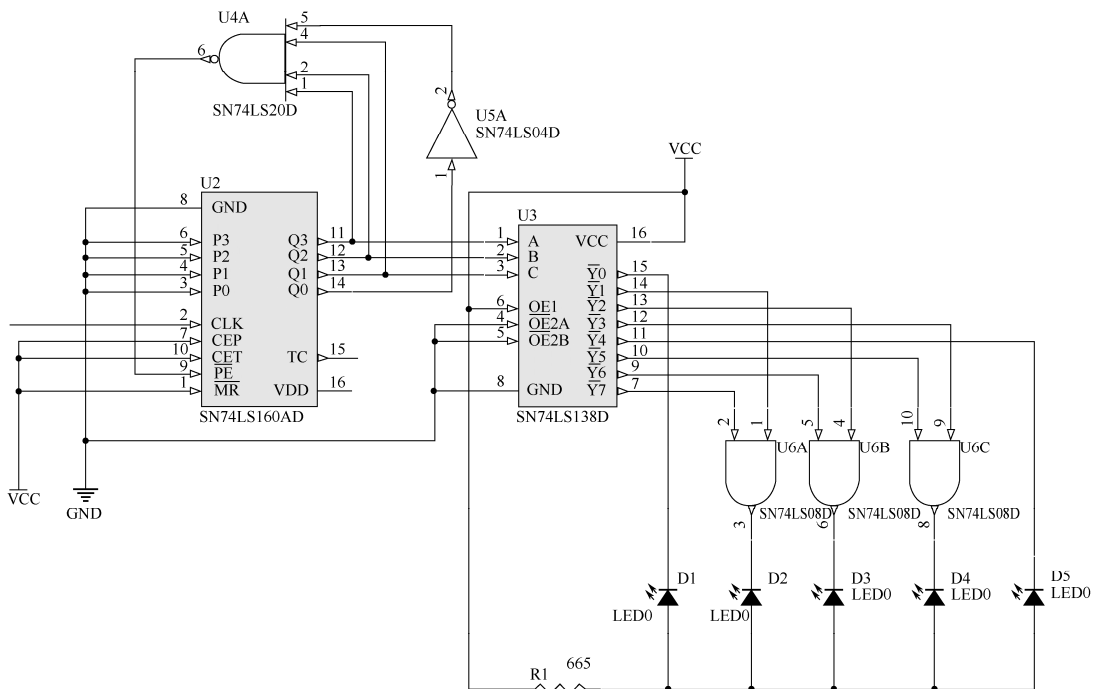 U4A
5
4
2
1
6
SN74LS20D
2
U5A
SN74LS04D
1
VCC
U2
8 GND
6 P3 Q3 11
5 P2 Q2 12
4 P1 Q1 13
3 P0 Q0 14
2 CLK
7 CEP
10 CET TC 15
9 PE
1 MR VDD 16
SN74LS160AD
U3
1 A VCC 16
2 B
3 C Y0 15
Y1 14
6 OE1 Y2 13
4 OE2A Y3 12
5 OE2B Y4 11
Y5 10
Y6 9
8 GND Y7 7
SN74LS138D
VCC
GND
2 1 5 4 10 9
U6A U6B U6C
SN74LS08D SN74LS08D SN74LS08D
3 6 8
D1 D2 D3 D4 D5
LED0 LED0 LED0 LED0 LED0
R1 665